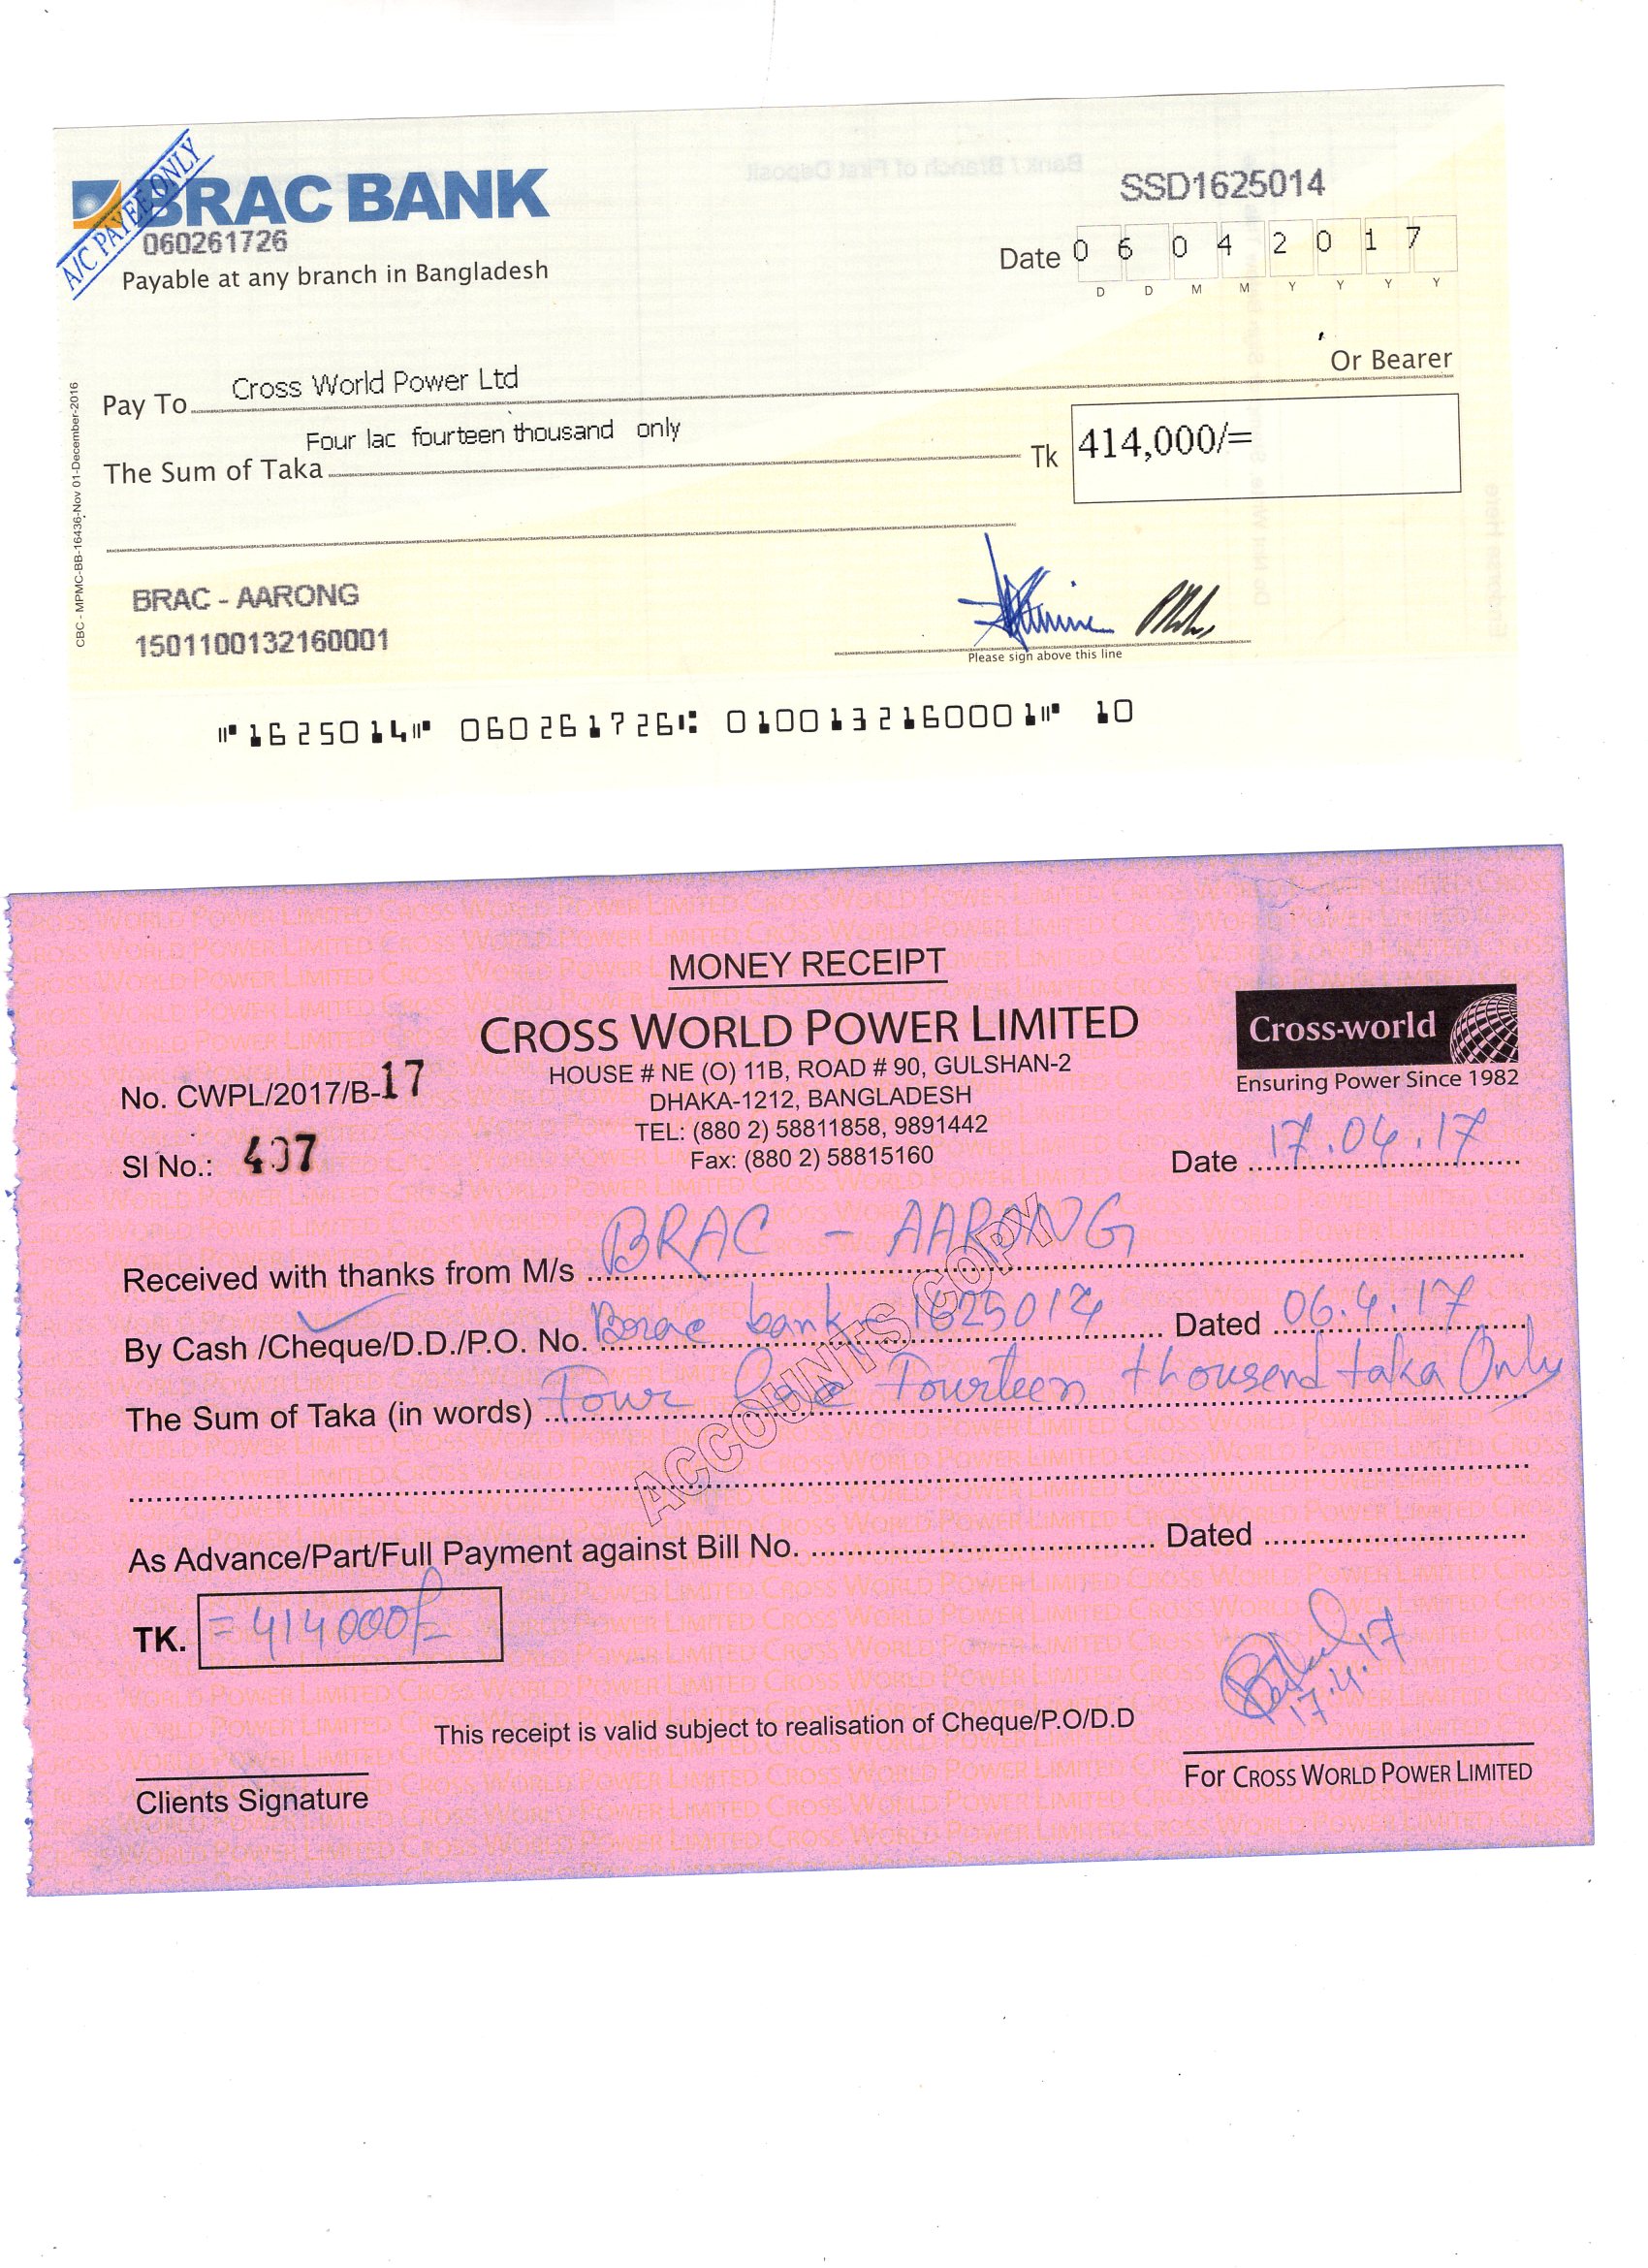 A/C PAYEE ONLY
BRAC BANK
060261726
Payable at any branch in Bangladesh
SSD1625014
Date 0 6 0 4 2 0 1 7
D D M M Y Y Y Y
Pay To Cross World Power Ltd Or Bearer
The Sum of Taka Four lac fourteen thousand only Tk 414,000/=
CBC - MPMC-BB-16436-Nov 01-December-2016
BRAC - AARONG
1501100132160001
Please sign above this line
1625014 060261726 0100132160001 10
MONEY RECEIPT
CROSS WORLD POWER LIMITED
HOUSE # NE (O) 11B, ROAD # 90, GULSHAN-2
DHAKA-1212, BANGLADESH
TEL: (880 2) 58811858, 9891442
Fax: (880 2) 58815160
Cross-world
Ensuring Power Since 1982
No. CWPL/2017/B-17
Sl No.: 407
Date 17.04.17
Received with thanks from M/s BRAC - AARONG
By Cash /Cheque/D.D./P.O. No. Brac bank 1625014 Dated 06.4.17
The Sum of Taka (in words) Four Lac Fourteen thousend taka Only
ACCOUNTS COPY
As Advance/Part/Full Payment against Bill No. Dated
TK. =414000/=
17.4.17
This receipt is valid subject to realisation of Cheque/P.O/D.D
Clients Signature
For CROSS WORLD POWER LIMITED